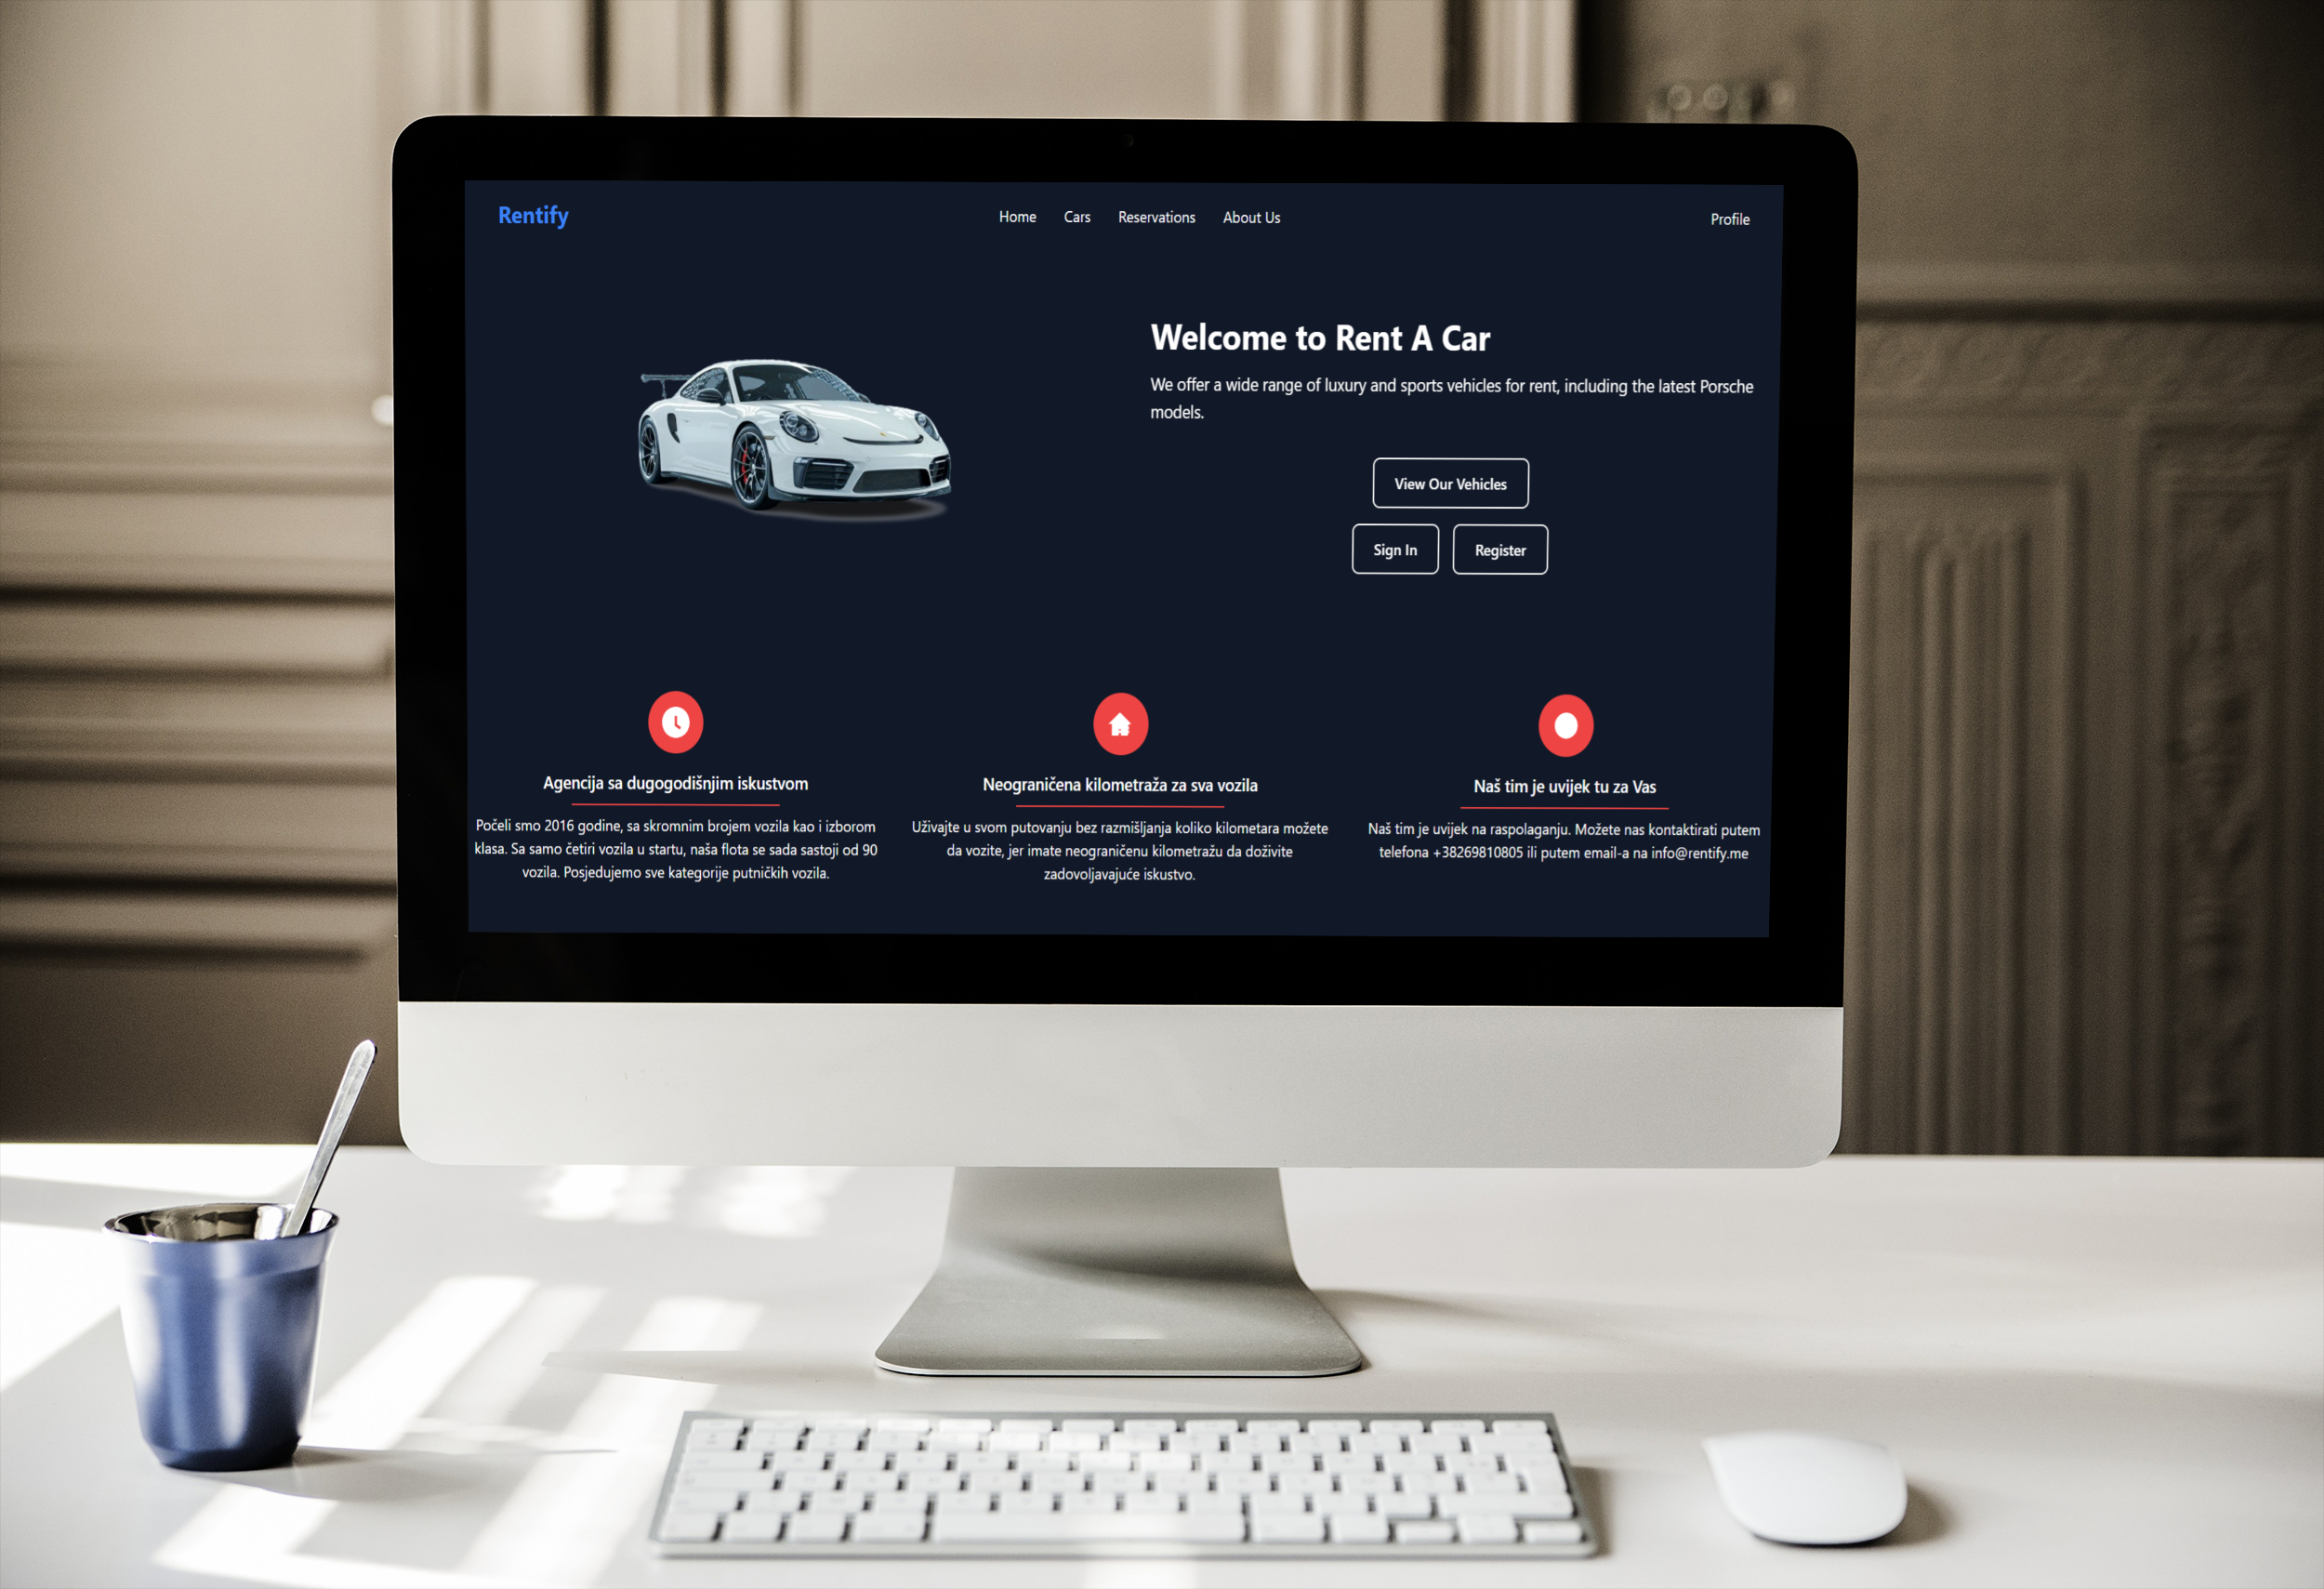 Rentify
Home Cars Reservations About Us
Profile
Welcome to Rent A Car
We offer a wide range of luxury and sports vehicles for rent, including the latest Porsche
models.
View Our Vehicles
Sign In Register
Agencija sa dugogodišnjim iskustvom
Počeli smo 2016 godine, sa skromnim brojem vozila kao i izborom
klasa. Sa samo četiri vozila u startu, naša flota se sada sastoji od 90
vozila. Posjedujemo sve kategorije putničkih vozila.
Neograničena kilometraža za sva vozila
Uživajte u svom putovanju bez razmišljanja koliko kilometara možete
da vozite, jer imate neograničenu kilometražu da doživite
zadovoljavajuće iskustvo.
Naš tim je uvijek tu za Vas
Naš tim je uvijek na raspolaganju. Možete nas kontaktirati putem
telefona +38269810805 ili putem email-a na info@rentify.me